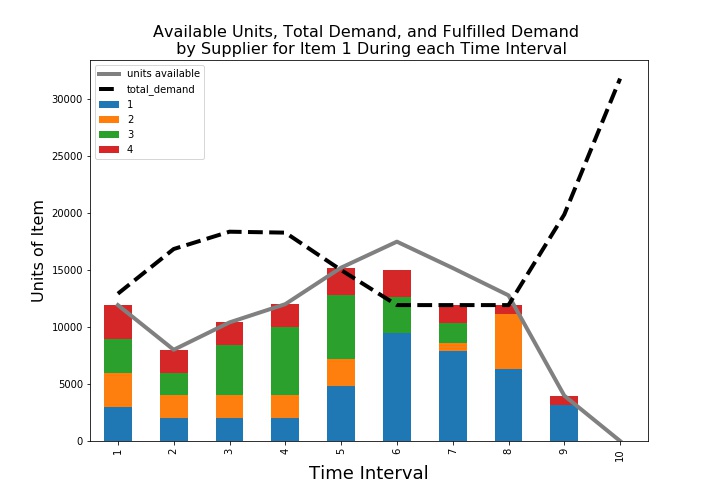 Available Units, Total Demand, and Fulfilled Demand
by Supplier for Item 1 During each Time Interval
units available
total_demand
1
2
3
4
30000
25000
20000
15000
10000
5000
0
Units of Item
1 2 3 4 5 6 7 8 9 10
Time Interval